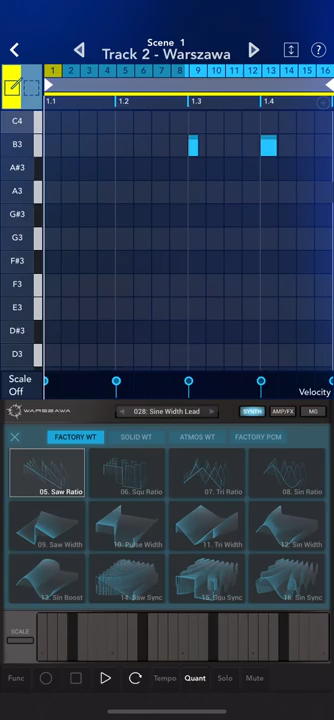 Scene 1
Track 2 - Warszawa
?
1 2 3 4 5 6 7 8 9 10 11 12 13 14 15 16
1.1 1.2 1.3 1.4
C4
B3
A#3
A3
G#3
G3
F#3
F3
E3
D#3
D3
Scale
Off
Velocity
WARSZAWA
028: Sine Width Lead
SYNTH AMP/FX MG
FACTORY WT SOLID WT ATMOS WT FACTORY PCM
05. Saw Ratio 06. Squ Ratio 07. Tri Ratio 08. Sin Ratio
09. Saw Width 10. Pulse Width 11. Tri Width 12. Sin Width
13. Sin Boost 14. Saw Sync 15. Squ Sync 16. Sin Sync
SCALE
Func Tempo Quant Solo Mute